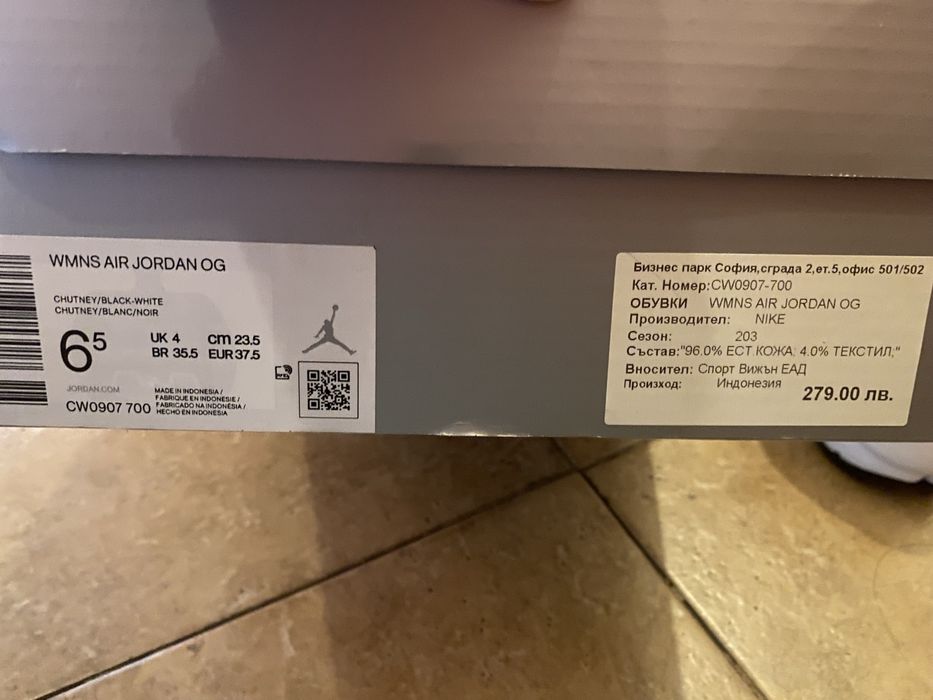 WMNS AIR JORDAN OG
CHUTNEY/BLACK-WHITE
CHUTNEY/BLANC/NOIR
6⁵
UK 4 cm 23.5
BR 35.5 EUR 37.5
JORDAN.COM
CW0907 700
MADE IN INDONESIA /
FABRIQUE EN INDONESIE /
FABRICADO NA INDONÉSIA /
HECHO EN INDONESIA
Бизнес парк София,сграда 2,ет.5,офис 501/502
Кат. Номер:CW0907-700
ОБУВКИ WMNS AIR JORDAN OG
Производител: NIKE
Сезон: 203
Състав:"96.0% ЕСТ.КОЖА; 4.0% ТЕКСТИЛ;"
Вносител: Спорт Вижън ЕАД
Произход: Индонезия
279.00 лв.